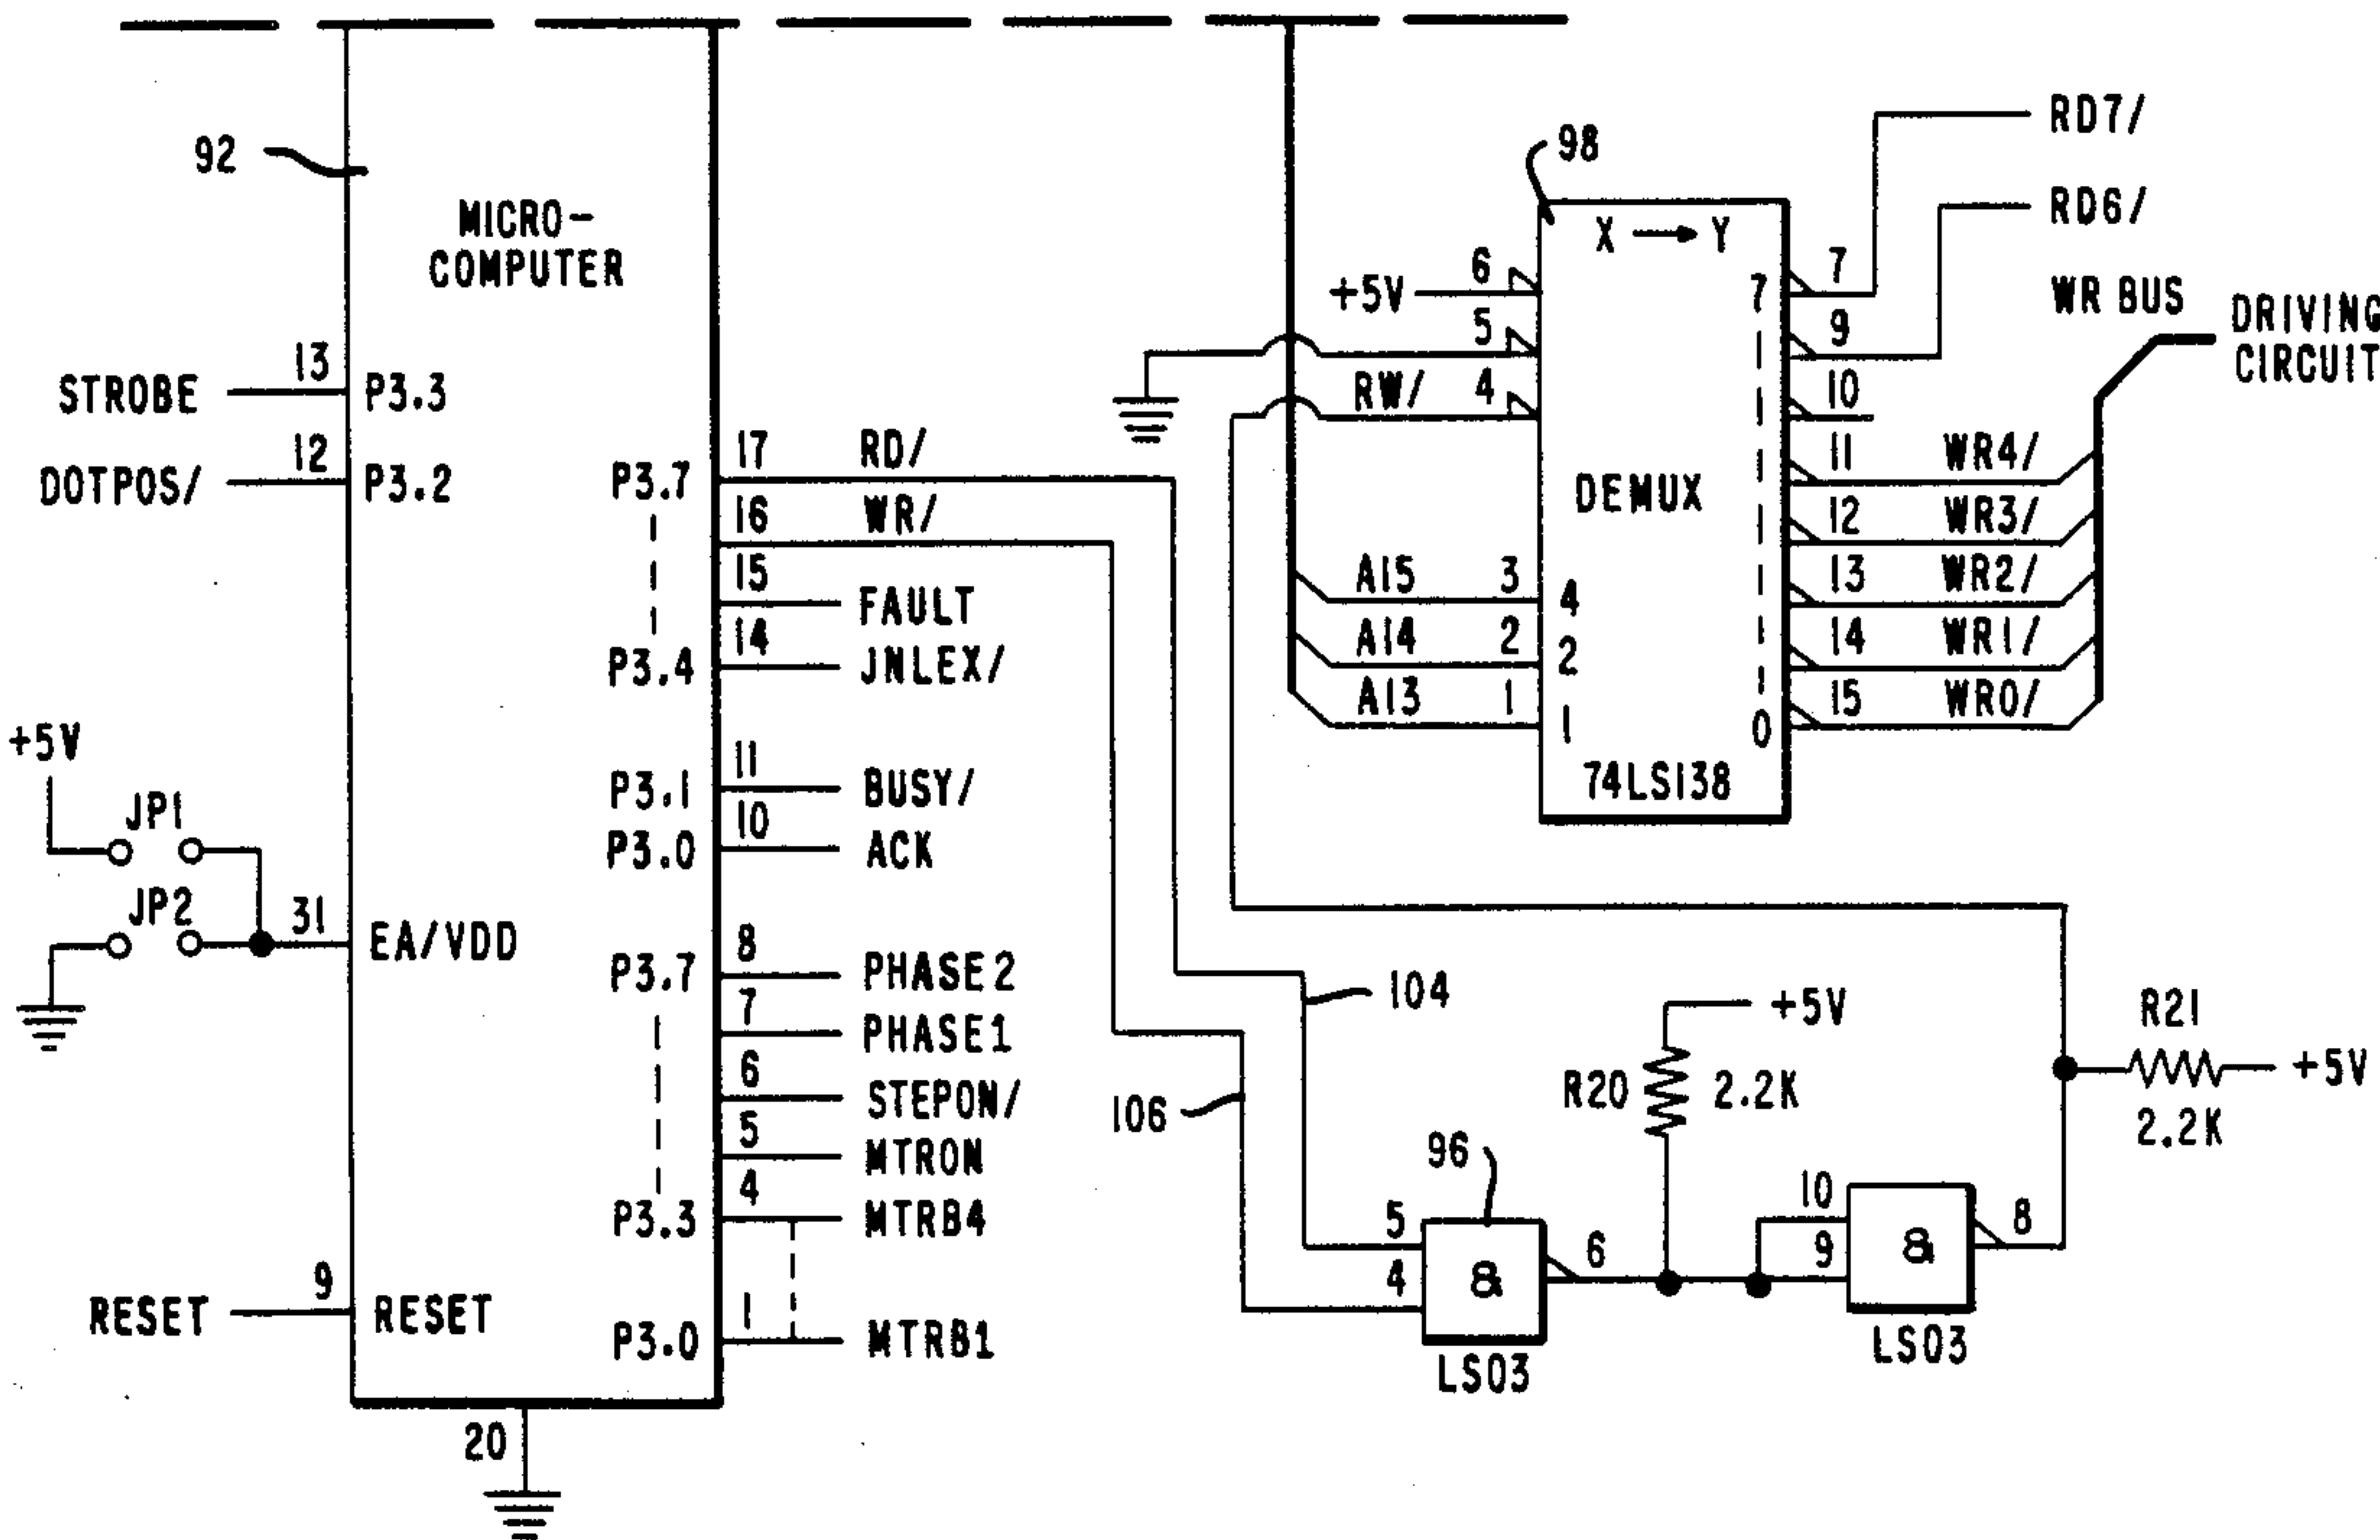 92
MICRO-
COMPUTER
STROBE 13 P3.3
DOTPOS/ 12 P3.2
P3.7 17 RD/
16 WR/
15 FAULT
P3.4 14 JNLEX/
P3.1 11 BUSY/
P3.0 10 ACK
+5V
JP1
JP2
31 EA/VDD
P3.7 8 PHASE2
7 PHASE1
6 STEPON/
5 MTRON
P3.3 4 MTRB4
P3.0 1 MTRB1
RESET 9 RESET
20
98
X Y
+5V 6
5
RW/ 4
DEMUX
A15 3 4
A14 2 2
A13 1 1
74LS138
7 7 RD7/
9 RD6/
10
WR BUS
DRIVING
CIRCUIT
11 WR4/
12 WR3/
13 WR2/
14 WR1/
0 15 WR0/
104
106
96
5
4
&
6
LS03
R20 2.2K
+5V
10
9
&
8
LS03
R21
+5V
2.2K